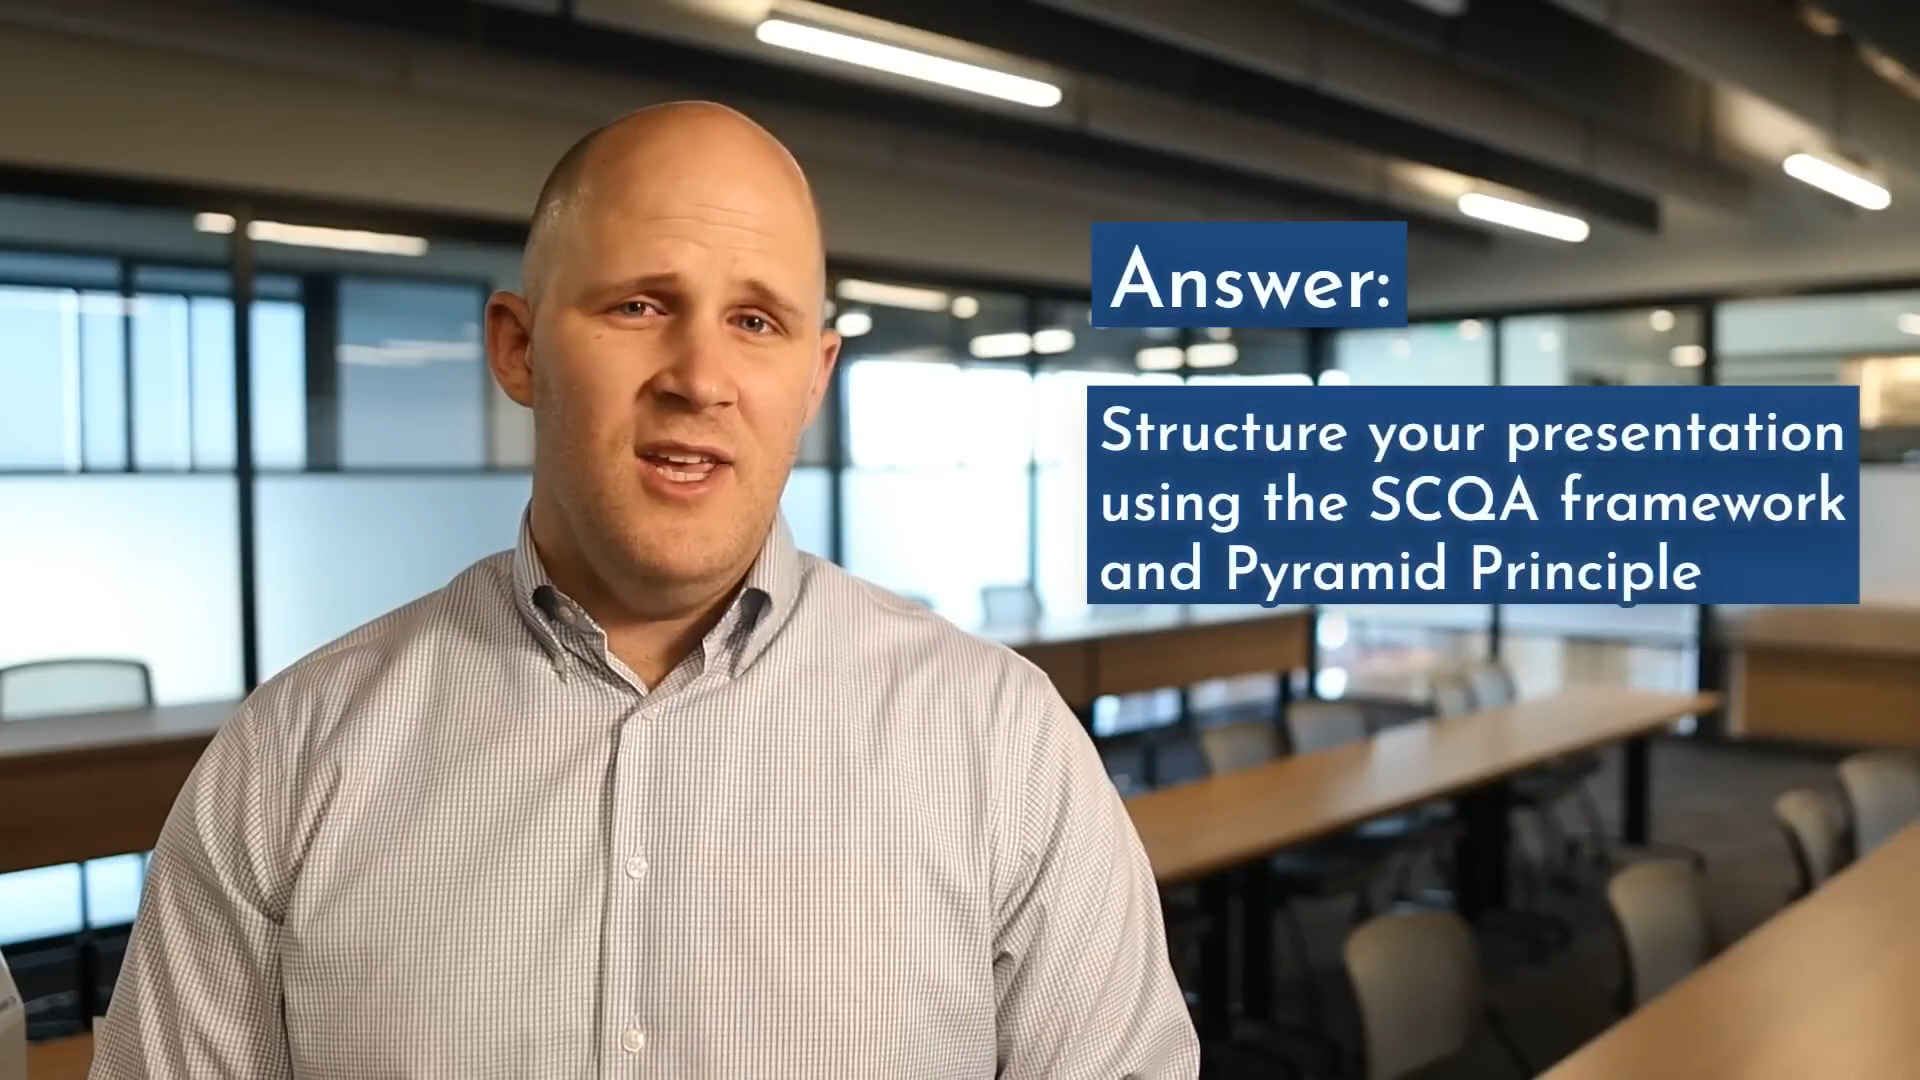 Answer:
Structure your presentation
using the SCQA framework
and Pyramid Principle